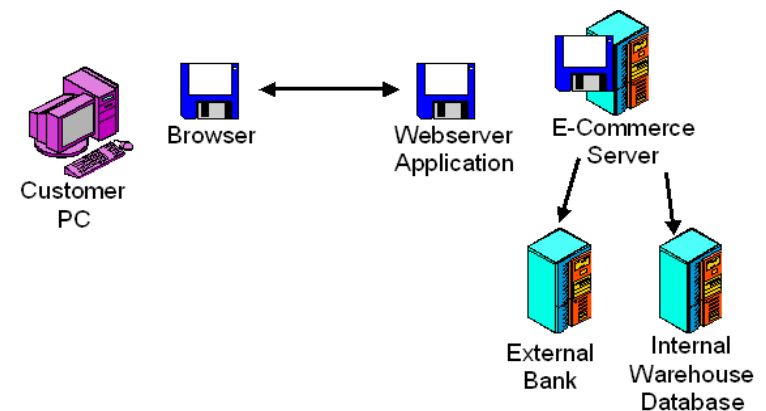 Customer
PC
Browser
Webserver
Application
E-Commerce
Server
External
Bank
Internal
Warehouse
Database